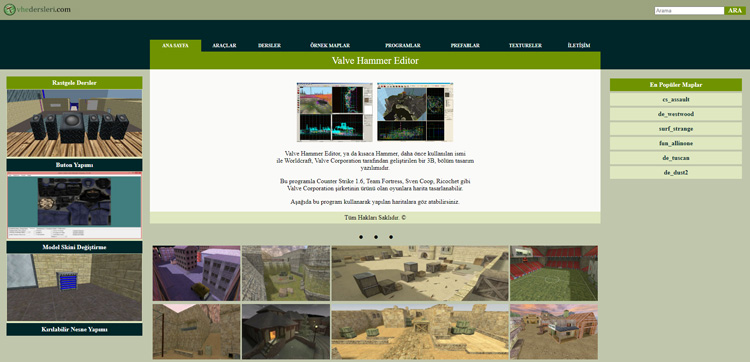 vhedersleri.com
Arama
ARA
ANA SAYFA
ARAÇLAR
DERSLER
ÖRNEK MAPLAR
PROGRAMLAR
PREFABLAR
TEXTURELER
İLETİŞİM
Rastgele Dersler
Buton Yapımı
Model Skini Değiştirme
Kırılabilir Nesne Yapımı
Valve Hammer Editor
Valve Hammer Editor, ya da kısaca Hammer, daha önce kullanılan ismi
ile Worldcraft, Valve Corporation tarafından geliştirilen bir 3B, bölüm tasarım
yazılımıdır.
Bu programla Counter Strike 1.6, Team Fortress, Sven Coop, Ricochet gibi
Valve Corporation şirketinin ürünü olan oyunlara harita tasarlanabilir.
Aşağıda bu program kullanarak yapılan haritalara göz atabilirsiniz.
Tüm Hakları Saklıdır. ©
En Popüler Maplar
cs_assault
de_westwood
surf_strange
fun_allinone
de_tuscan
de_dust2